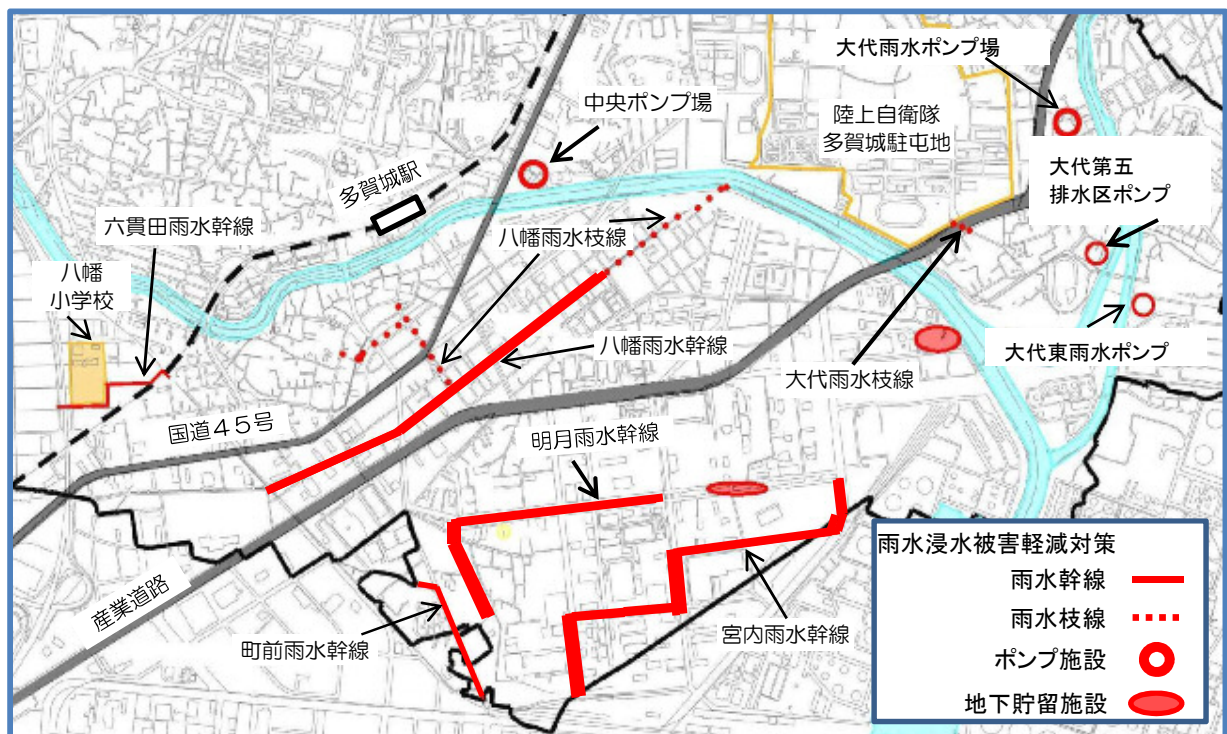 大代雨水ポンプ場
中央ポンプ場
陸上自衛隊
多賀城駐屯地
大代第五
排水区ポンプ
多賀城駅
六貫田雨水幹線
八幡雨水枝線
八幡
小学校
八幡雨水幹線
大代東雨水ポンプ
大代雨水枝線
国道45号
明月雨水幹線
産業道路
町前雨水幹線
宮内雨水幹線
雨水浸水被害軽減対策
雨水幹線
雨水枝線
ポンプ施設
地下貯留施設